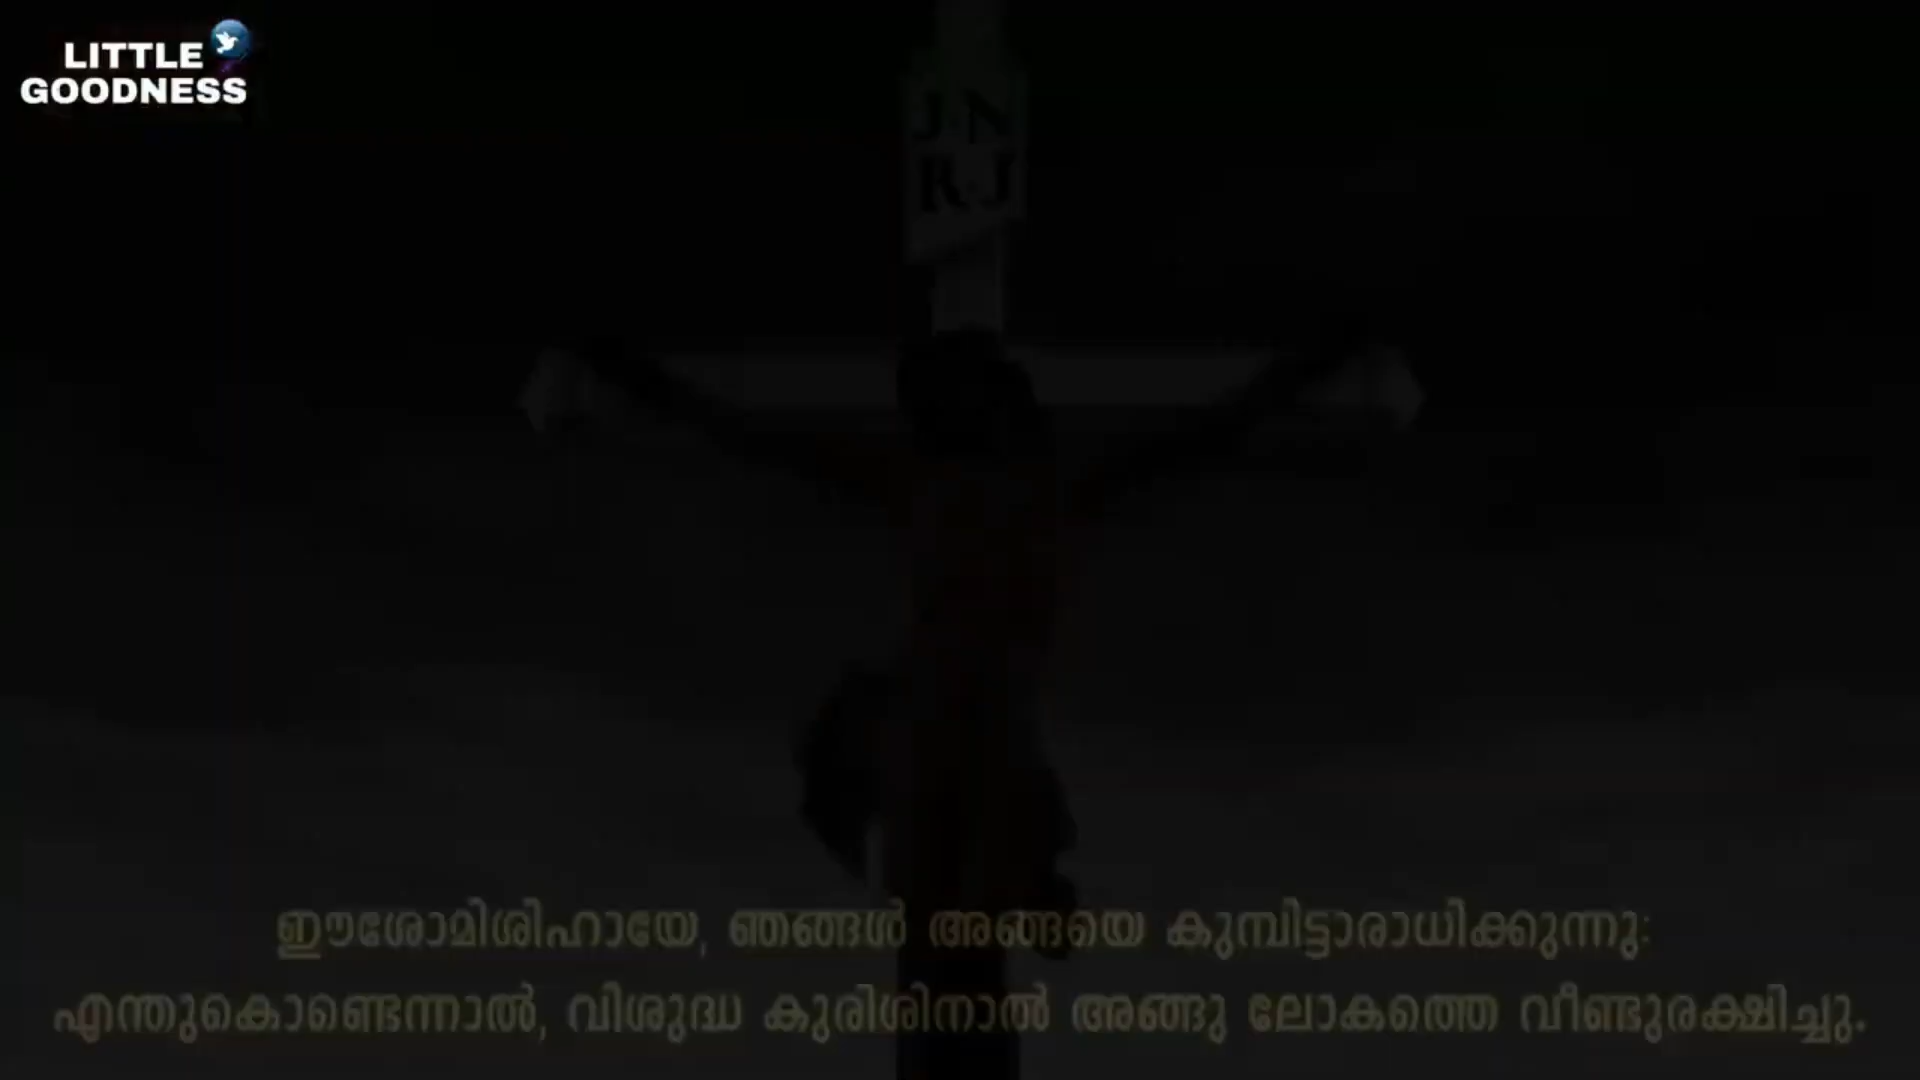 LITTLE
GOODNESS
J N
R J
ഈശോമിശിഹായേ, ഞങ്ങൾ അങ്ങയെ കുമ്പിട്ടാരാധിക്കുന്നു:
എന്തുകൊണ്ടെന്നാൽ, വിശുദ്ധ കുരിശിനാൽ അങ്ങു ലോകത്തെ വീണ്ടുരക്ഷിച്ചു.